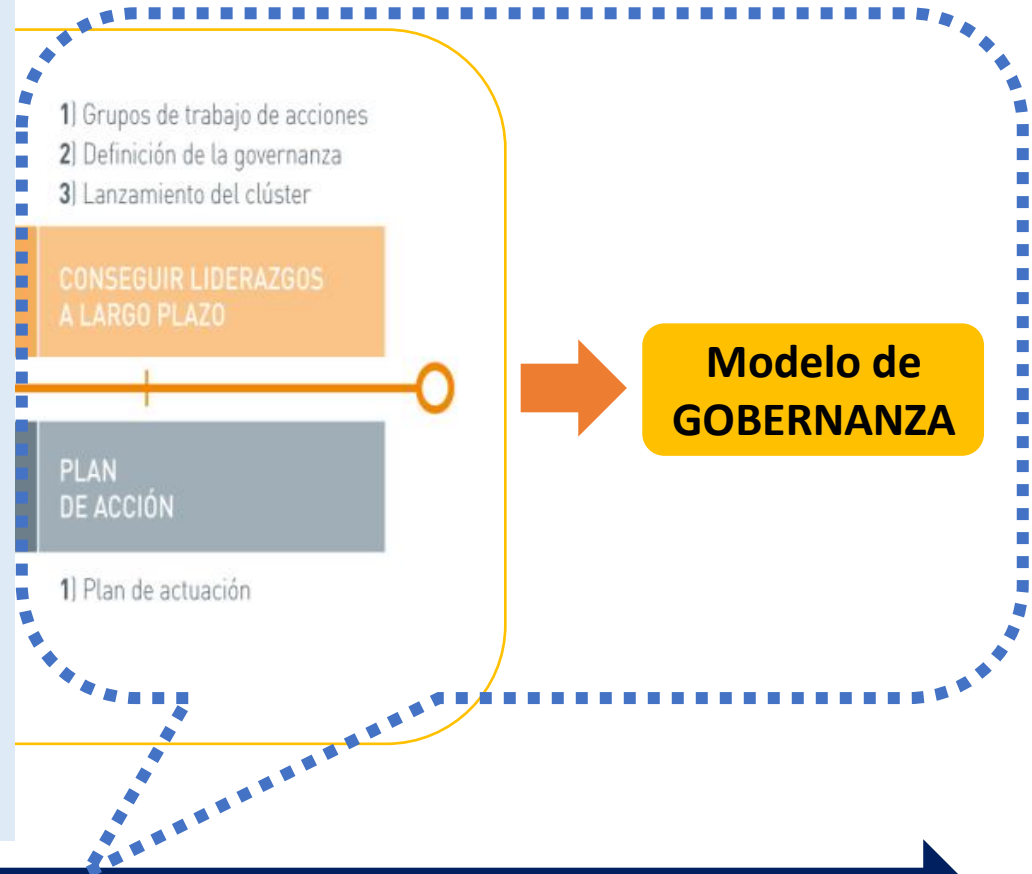 1) Grupos de trabajo de acciones
2) Definición de la governanza
3) Lanzamiento del clúster
CONSEGUIR LIDERAZGOS
A LARGO PLAZO
PLAN
DE ACCIÓN
1) Plan de actuación
Modelo de
GOBERNANZA